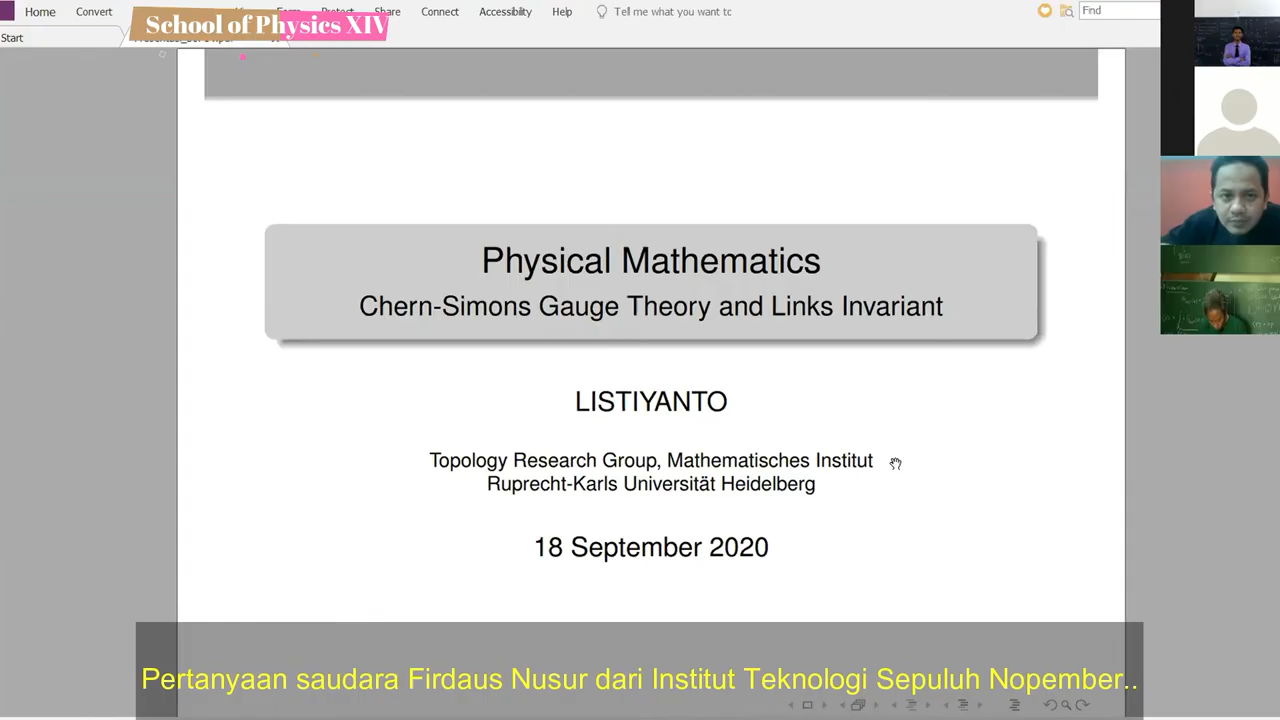 Home Convert Share Connect Accessibility Help Tell me what you want tc Find
School of Physics XIV
Start
Physical Mathematics
Chern-Simons Gauge Theory and Links Invariant
LISTIYANTO
Topology Research Group, Mathematisches Institut
Ruprecht-Karls Universität Heidelberg
18 September 2020
Pertanyaan saudara Firdaus Nusur dari Institut Teknologi Sepuluh Nopember..